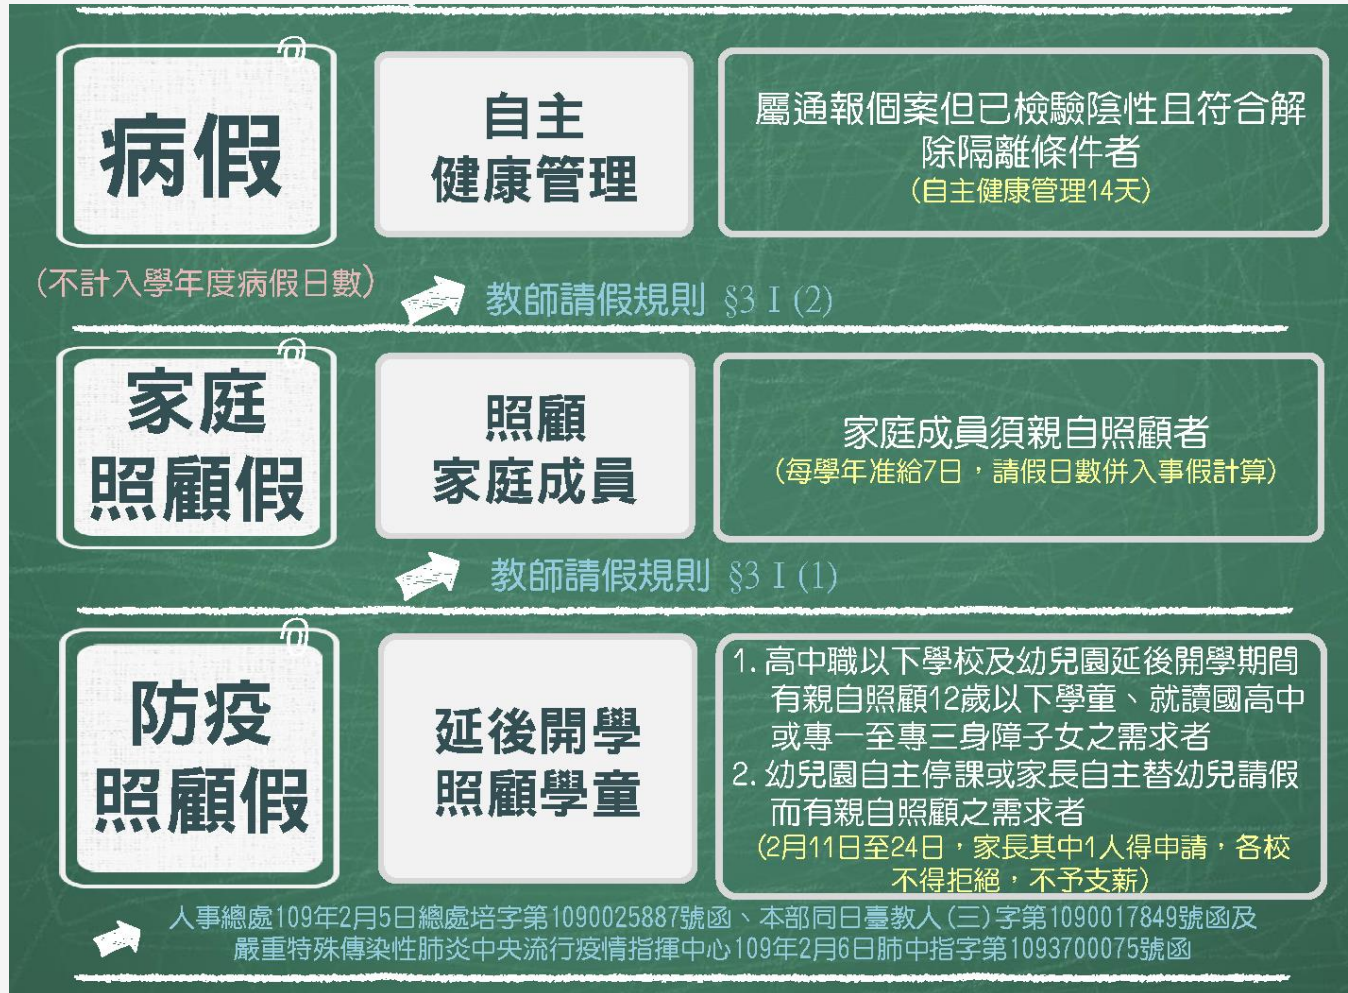 病假
自主
健康管理
屬通報個案但已檢驗陰性且符合解
除隔離條件者
(自主健康管理14天)
(不計入學年度病假日數)
教師請假規則 §3 I (2)
家庭
照顧假
照顧
家庭成員
家庭成員須親自照顧者
(每學年准給7日，請假日數併入事假計算)
教師請假規則 §3 I (1)
防疫
照顧假
延後開學
照顧學童
1. 高中職以下學校及幼兒園延後開學期間
有親自照顧12歲以下學童、就讀國高中
或專一至專三身障子女之需求者
2. 幼兒園自主停課或家長自主替幼兒請假
而有親自照顧之需求者
(2月11日至24日，家長其中1人得申請，各校
不得拒絕，不予支薪)
人事總處109年2月5日總處培字第1090025887號函、本部同日臺教人(三)字第1090017849號函及
嚴重特殊傳染性肺炎中央流行疫情指揮中心109年2月6日肺中指字第1093700075號函